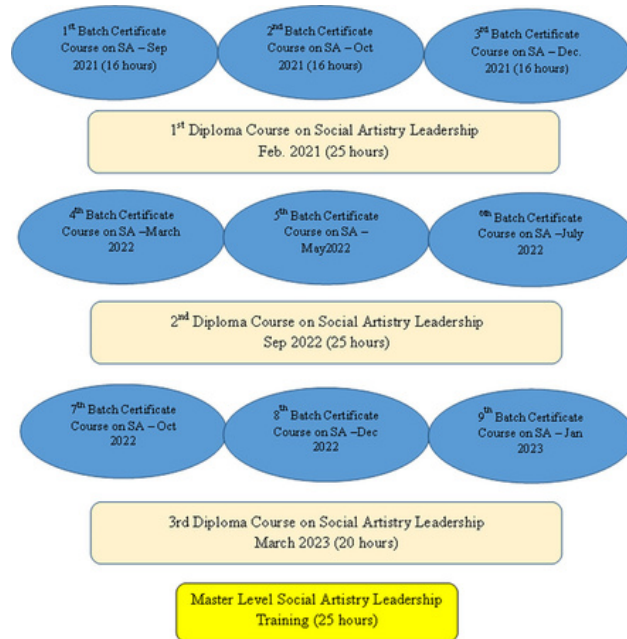 1st Batch Certificate
Course on SA – Sep
2021 (16 hours)
2nd Batch Certificate
Course on SA – Oct
2021 (16 hours)
3rd Batch Certificate
Course on SA – Dec.
2021 (16 hours)
1st Diploma Course on Social Artistry Leadership
Feb. 2021 (25 hours)
4th Batch Certificate
Course on SA –March
2022
5th Batch Certificate
Course on SA –
May2022
6th Batch Certificate
Course on SA –July
2022
2nd Diploma Course on Social Artistry Leadership
Sep 2022 (25 hours)
7th Batch Certificate
Course on SA – Oct
2022
8th Batch Certificate
Course on SA –Dec
2022
9th Batch Certificate
Course on SA – Jan
2023
3rd Diploma Course on Social Artistry Leadership
March 2023 (20 hours)
Master Level Social Artistry Leadership
Training (25 hours)